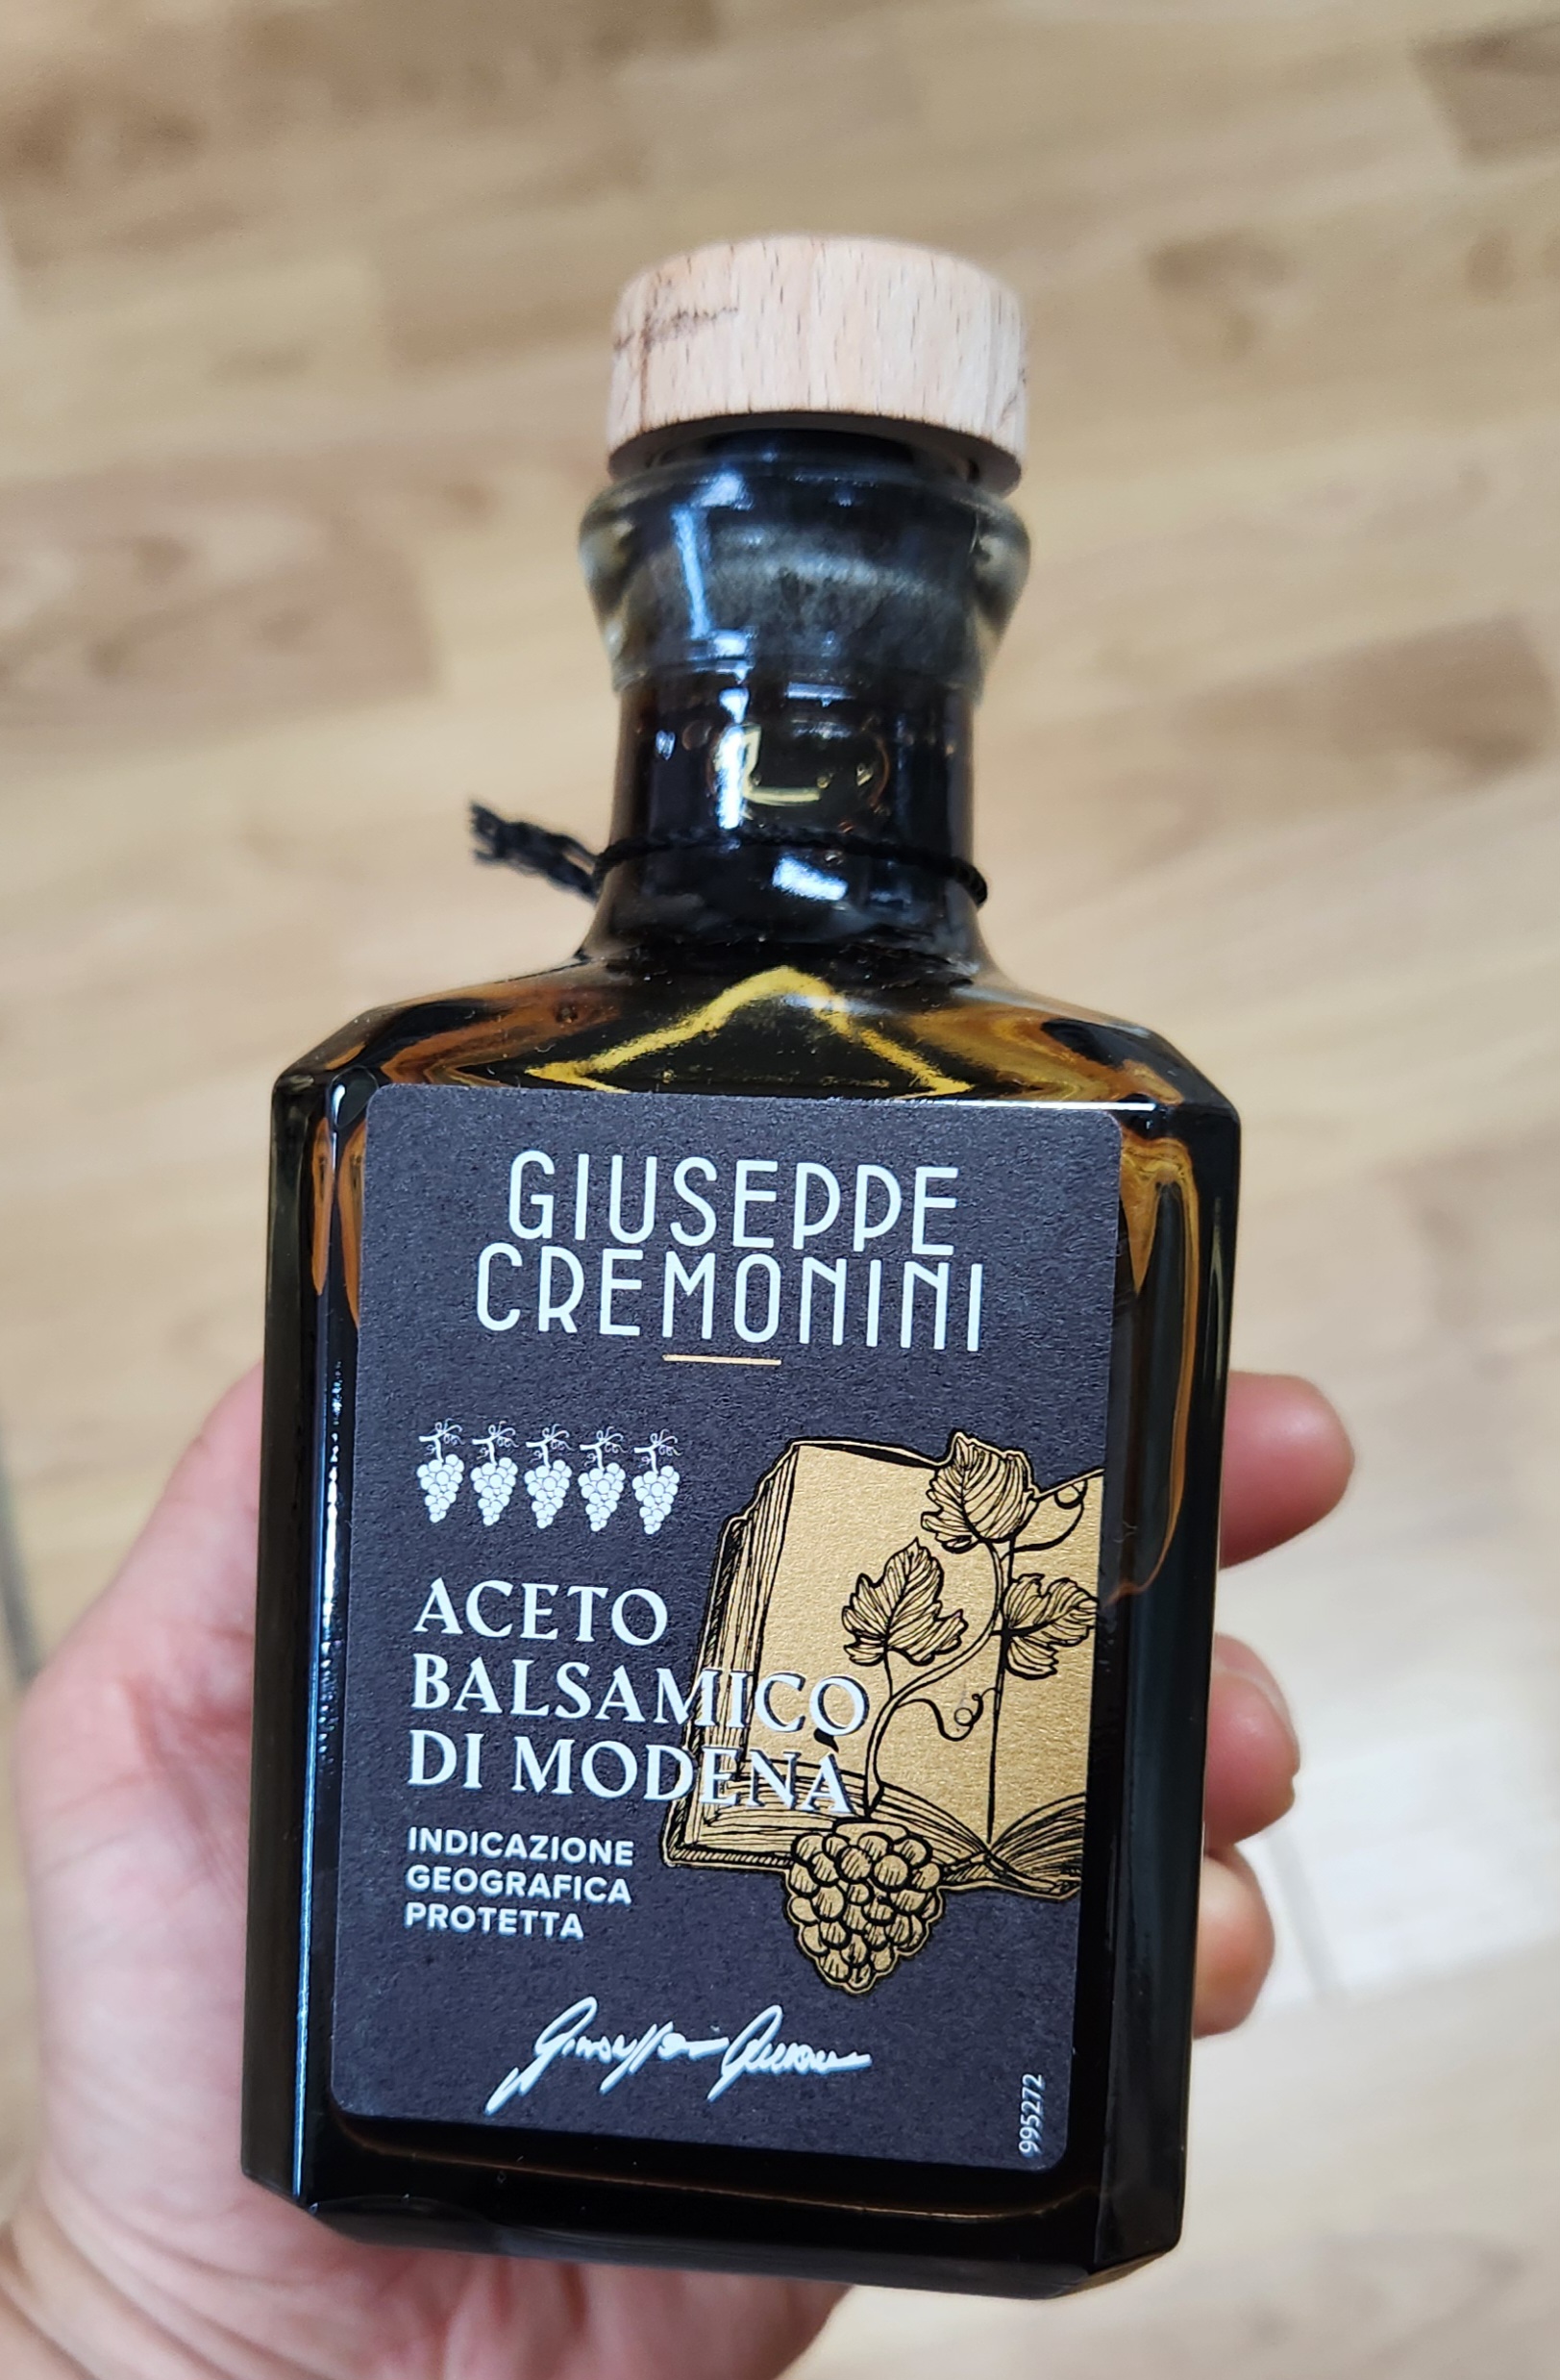 GIUSEPPE
CREMONINI
ACETO
BALSAMICO
DI MODENA
INDICAZIONE
GEOGRAFICA
PROTETTA
995272